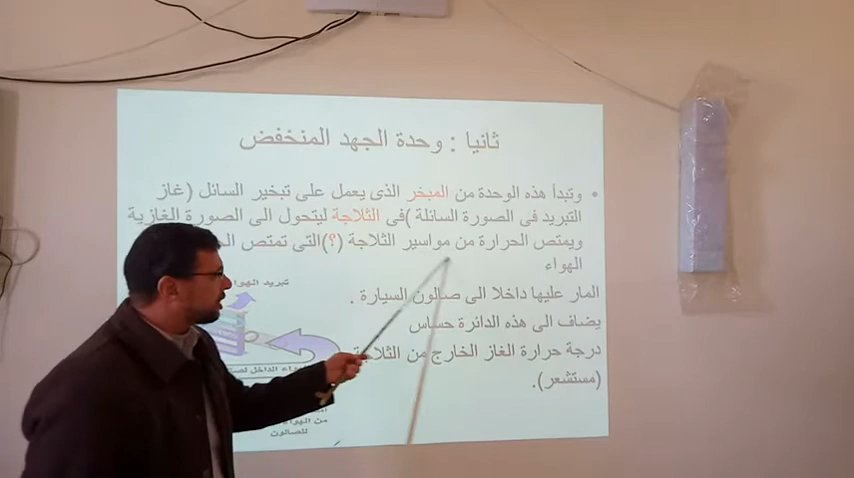 ثانيا : وحدة الجهد المنخفض
• وتبدأ هذه الوحدة من المبخر الذى يعمل على تبخير السائل (غاز
التبريد فى الصورة السائلة )فى الثلاجة ليتحول الى الصورة الغازية
ويمتص الحرارة من مواسير الثلاجة (؟)التى تمتص
الهواء
المار عليها داخلا الى صالون السيارة .
يضاف الى هذه الدائرة حساس
درجة حرارة الغاز الخارج من
(مستشعر).
تبريد
الداخل
من
للصالون